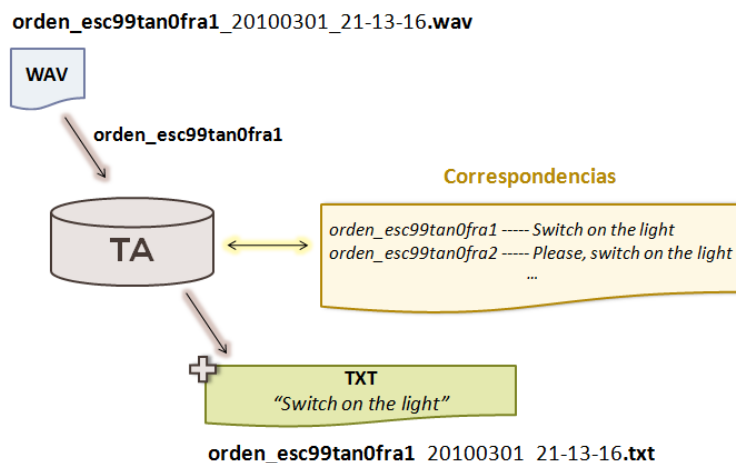 orden_esc99tan0fra1_20100301_21-13-16.wav
WAV
orden_esc99tan0fra1
Correspondencias
orden_esc99tan0fra1 ----- Switch on the light
orden_esc99tan0fra2 ----- Please, switch on the light
...
TA
TXT
“Switch on the light”
orden_esc99tan0fra1_20100301_21-13-16.txt